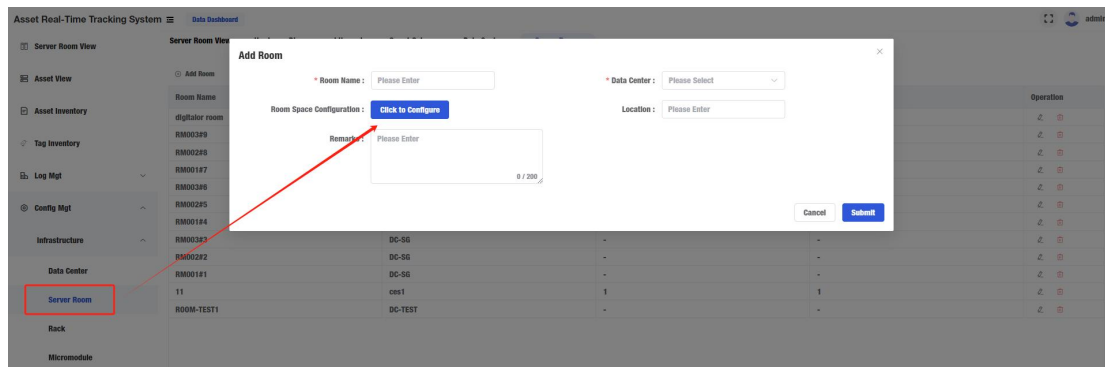 Asset Real-Time Tracking System Data Dashboard admin
Server Room View
Asset View
Asset Inventory
Tag Inventory
Log Mgt
Config Mgt
Infrastructure
Data Center
Server Room
Rack
Micromodule
Server Room View
Add Room
Room Name Operation
digitalor room
RM003#9
RM002#8
RM001#7
RM003#6
RM002#5
RM001#4
RM003#3 DC-SG - -
RM002#2 DC-SG - -
RM001#1 DC-SG - -
11 ces1 1 1
ROOM-TEST1 DC-TEST - -
Add Room
* Room Name : Please Enter * Data Center : Please Select
Room Space Configuration : Click to Configure Location : Please Enter
Remarks : Please Enter
0 / 200
Cancel Submit